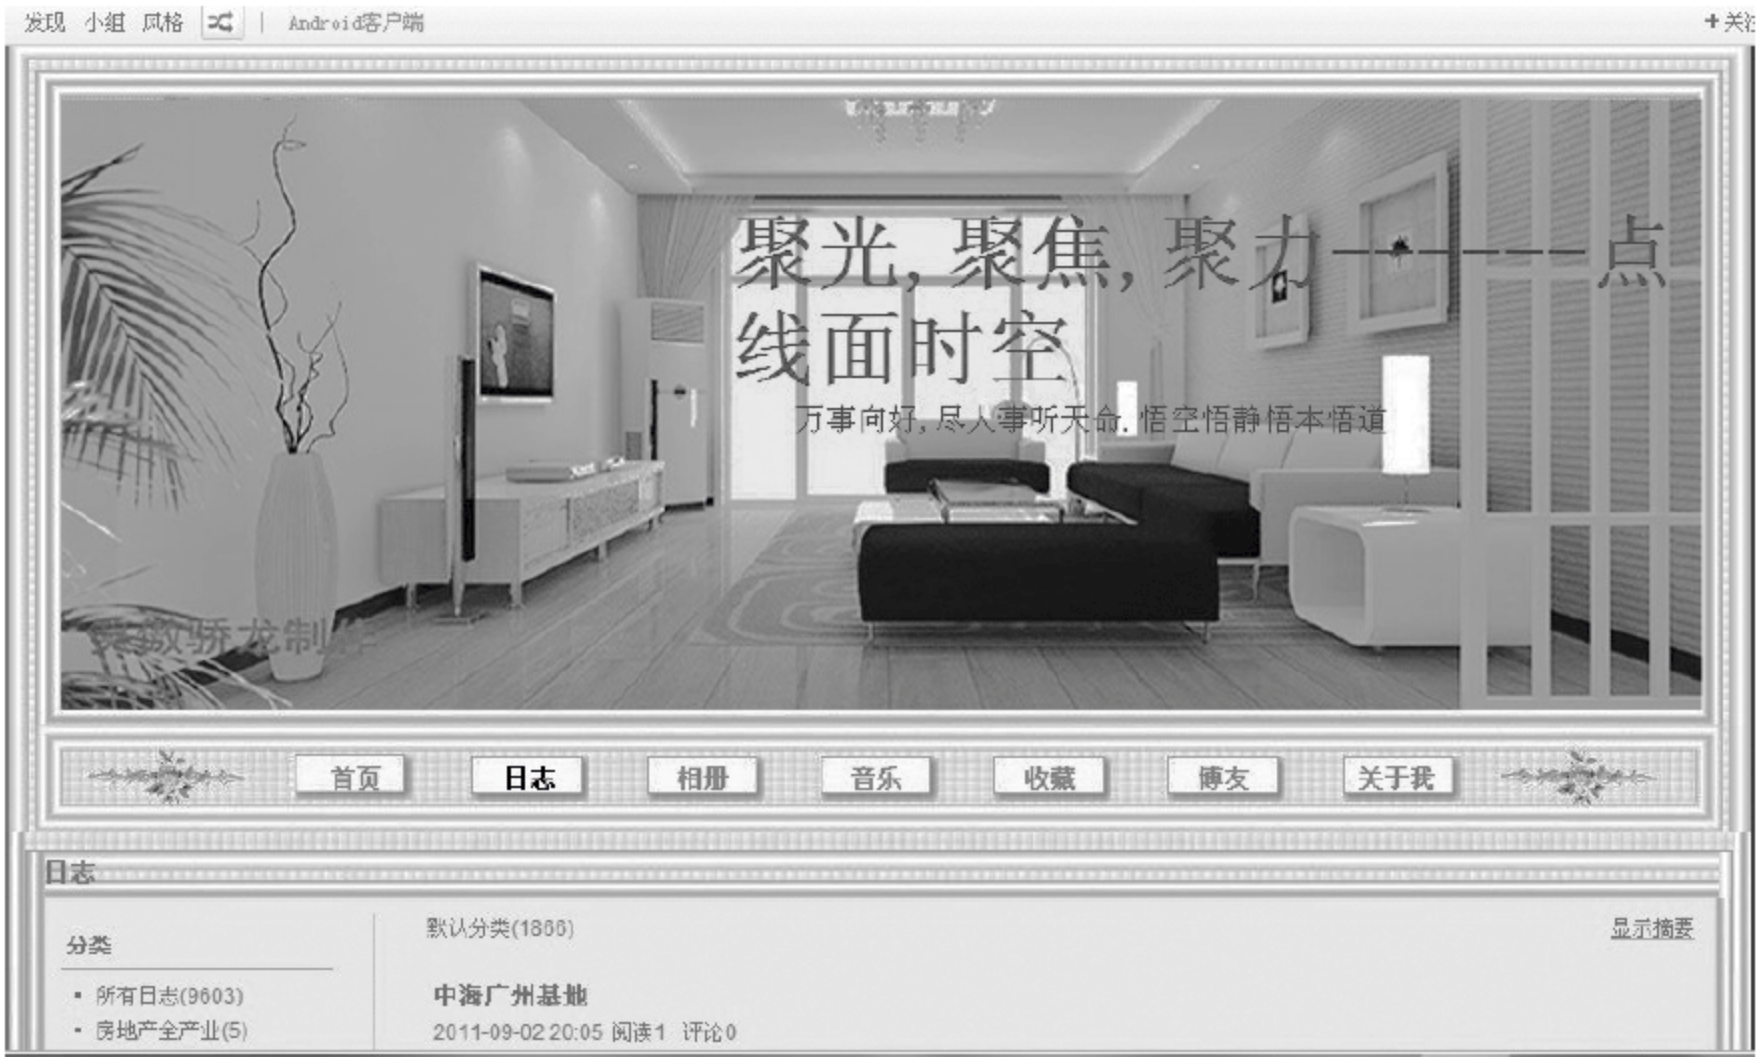 发现 小组 风格 | Android客户端 +关注
聚光,聚焦,聚力——————点
线面时空
万事向好,尽人事听天命,悟空悟静悟本悟道
骄龙制作
首页 日志 相册 音乐 收藏 博友 关于我
日志
默认分类(1866) 显示摘要
分类
中海广州基地
所有日志(9603)
2011-09-02 20:05 阅读1 评论0
房地产全产业(5)